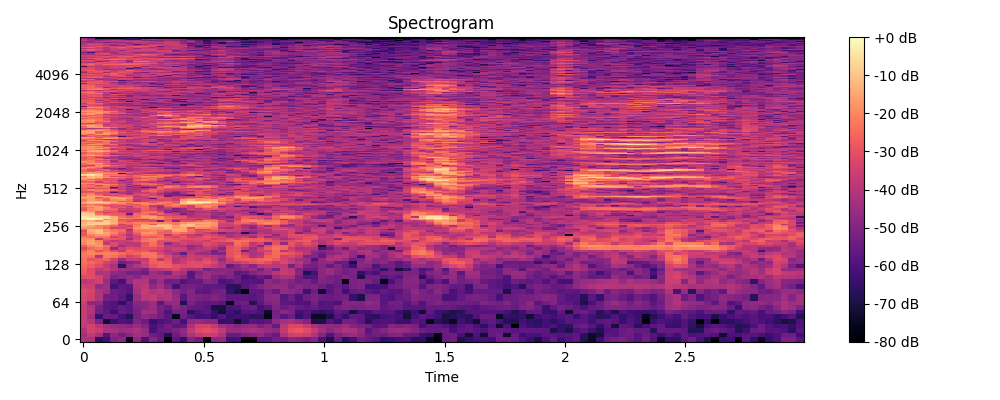 Spectrogram
Hz
4096
2048
1024
512
256
128
64
0
0
0.5
1
1.5
2
2.5
Time
+0 dB
-10 dB
-20 dB
-30 dB
-40 dB
-50 dB
-60 dB
-70 dB
-80 dB